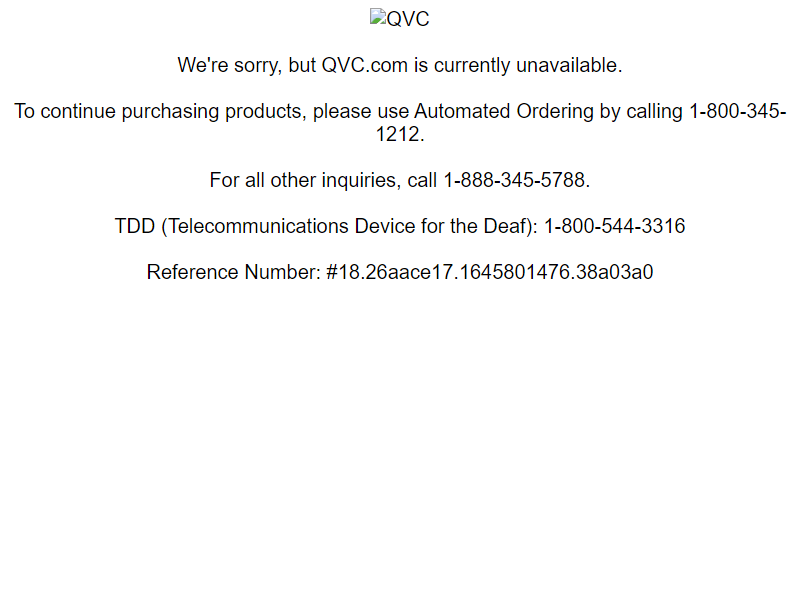 QVC
We're sorry, but QVC.com is currently unavailable.
To continue purchasing products, please use Automated Ordering by calling 1-800-345-
1212.
For all other inquiries, call 1-888-345-5788.
TDD (Telecommunications Device for the Deaf): 1-800-544-3316
Reference Number: #18.26aace17.1645801476.38a03a0